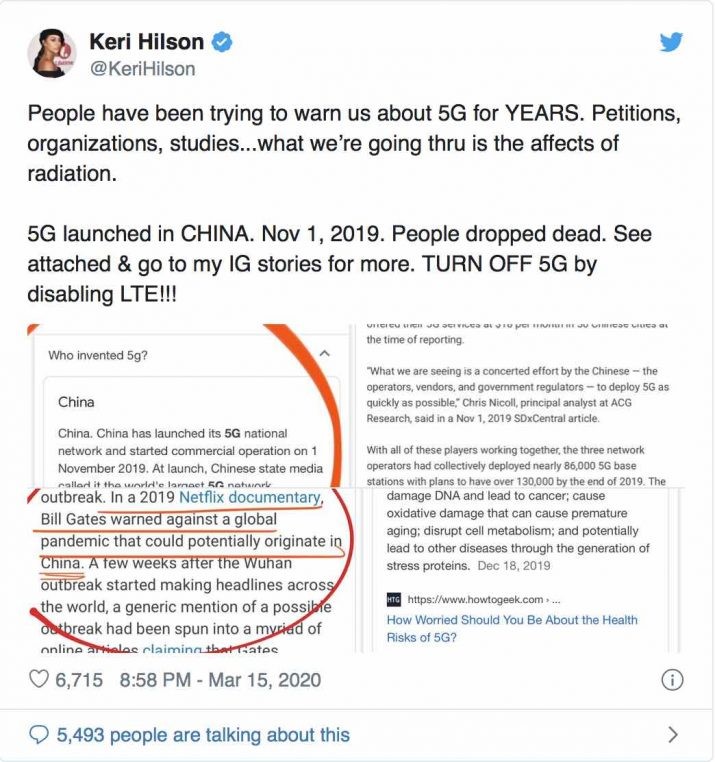 Keri Hilson
@KeriHilson
People have been trying to warn us about 5G for YEARS. Petitions,
organizations, studies...what we’re going thru is the affects of
radiation.
5G launched in CHINA. Nov 1, 2019. People dropped dead. See
attached & go to my IG stories for more. TURN OFF 5G by
disabling LTE!!!
Who invented 5g?
China
China. China has launched its 5G national
network and started commercial operation on 1
November 2019. At launch, Chinese state media
called it the world's largest 5G network
offered their 5G services at $18 per month in 50 Chinese cities at
the time of reporting.
"What we are seeing is a concerted effort by the Chinese — the
operators, vendors, and government regulators — to deploy 5G as
quickly as possible," Chris Nicoll, principal analyst at ACG
Research, said in a Nov 1, 2019 SDxCentral article.
With all of these players working together, the three network
operators had collectively deployed nearly 86,000 5G base
stations with plans to have over 130,000 by the end of 2019. The
outbreak. In a 2019 Netflix documentary,
Bill Gates warned against a global
pandemic that could potentially originate in
China. A few weeks after the Wuhan
outbreak started making headlines across
the world, a generic mention of a possible
outbreak had been spun into a myriad of
online articles claiming that Gates
damage DNA and lead to cancer; cause
oxidative damage that can cause premature
aging; disrupt cell metabolism; and potentially
lead to other diseases through the generation of
stress proteins. Dec 18, 2019
HTG https://www.howtogeek.com › ...
How Worried Should You Be About the Health
Risks of 5G?
6,715 8:58 PM - Mar 15, 2020
5,493 people are talking about this